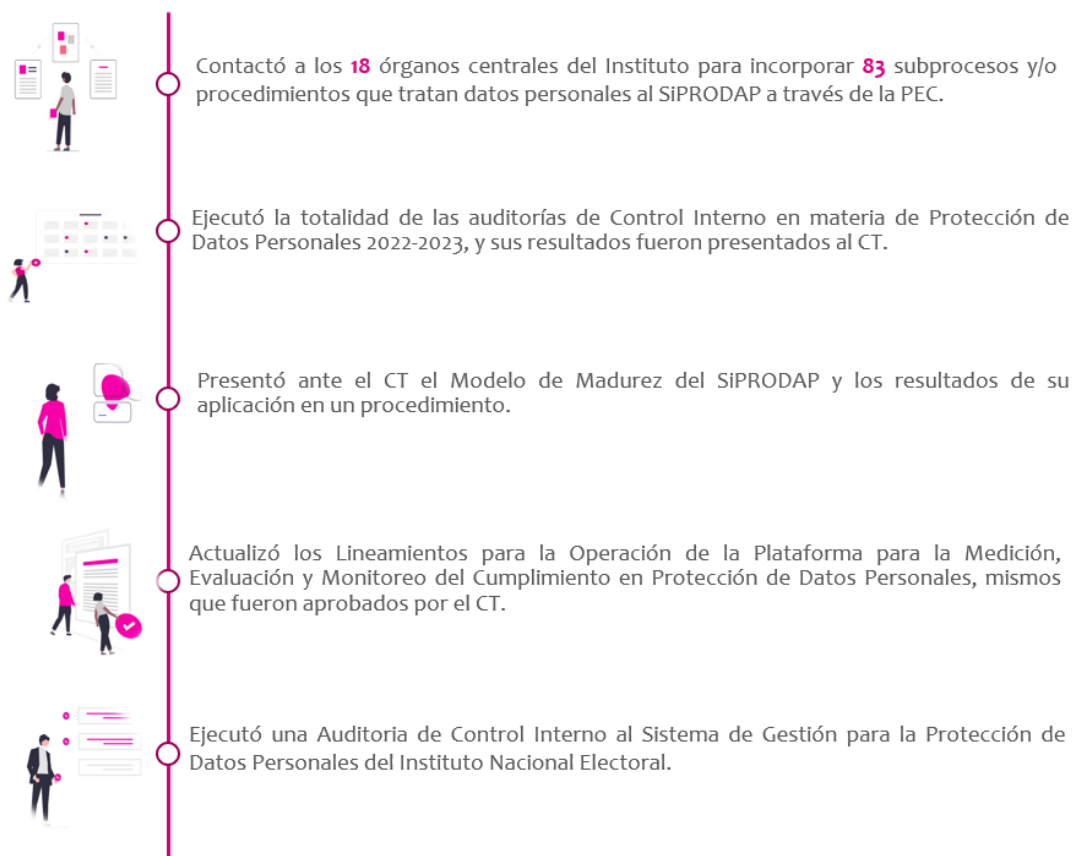 Contactó a los 18 órganos centrales del Instituto para incorporar 83 subprocesos y/o
procedimientos que tratan datos personales al SiPRODAP a través de la PEC.
Ejecutó la totalidad de las auditorías de Control Interno en materia de Protección de
Datos Personales 2022-2023, y sus resultados fueron presentados al CT.
Presentó ante el CT el Modelo de Madurez del SiPRODAP y los resultados de su
aplicación en un procedimiento.
Actualizó los Lineamientos para la Operación de la Plataforma para la Medición,
Evaluación y Monitoreo del Cumplimiento en Protección de Datos Personales, mismos
que fueron aprobados por el CT.
Ejecutó una Auditoria de Control Interno al Sistema de Gestión para la Protección de
Datos Personales del Instituto Nacional Electoral.